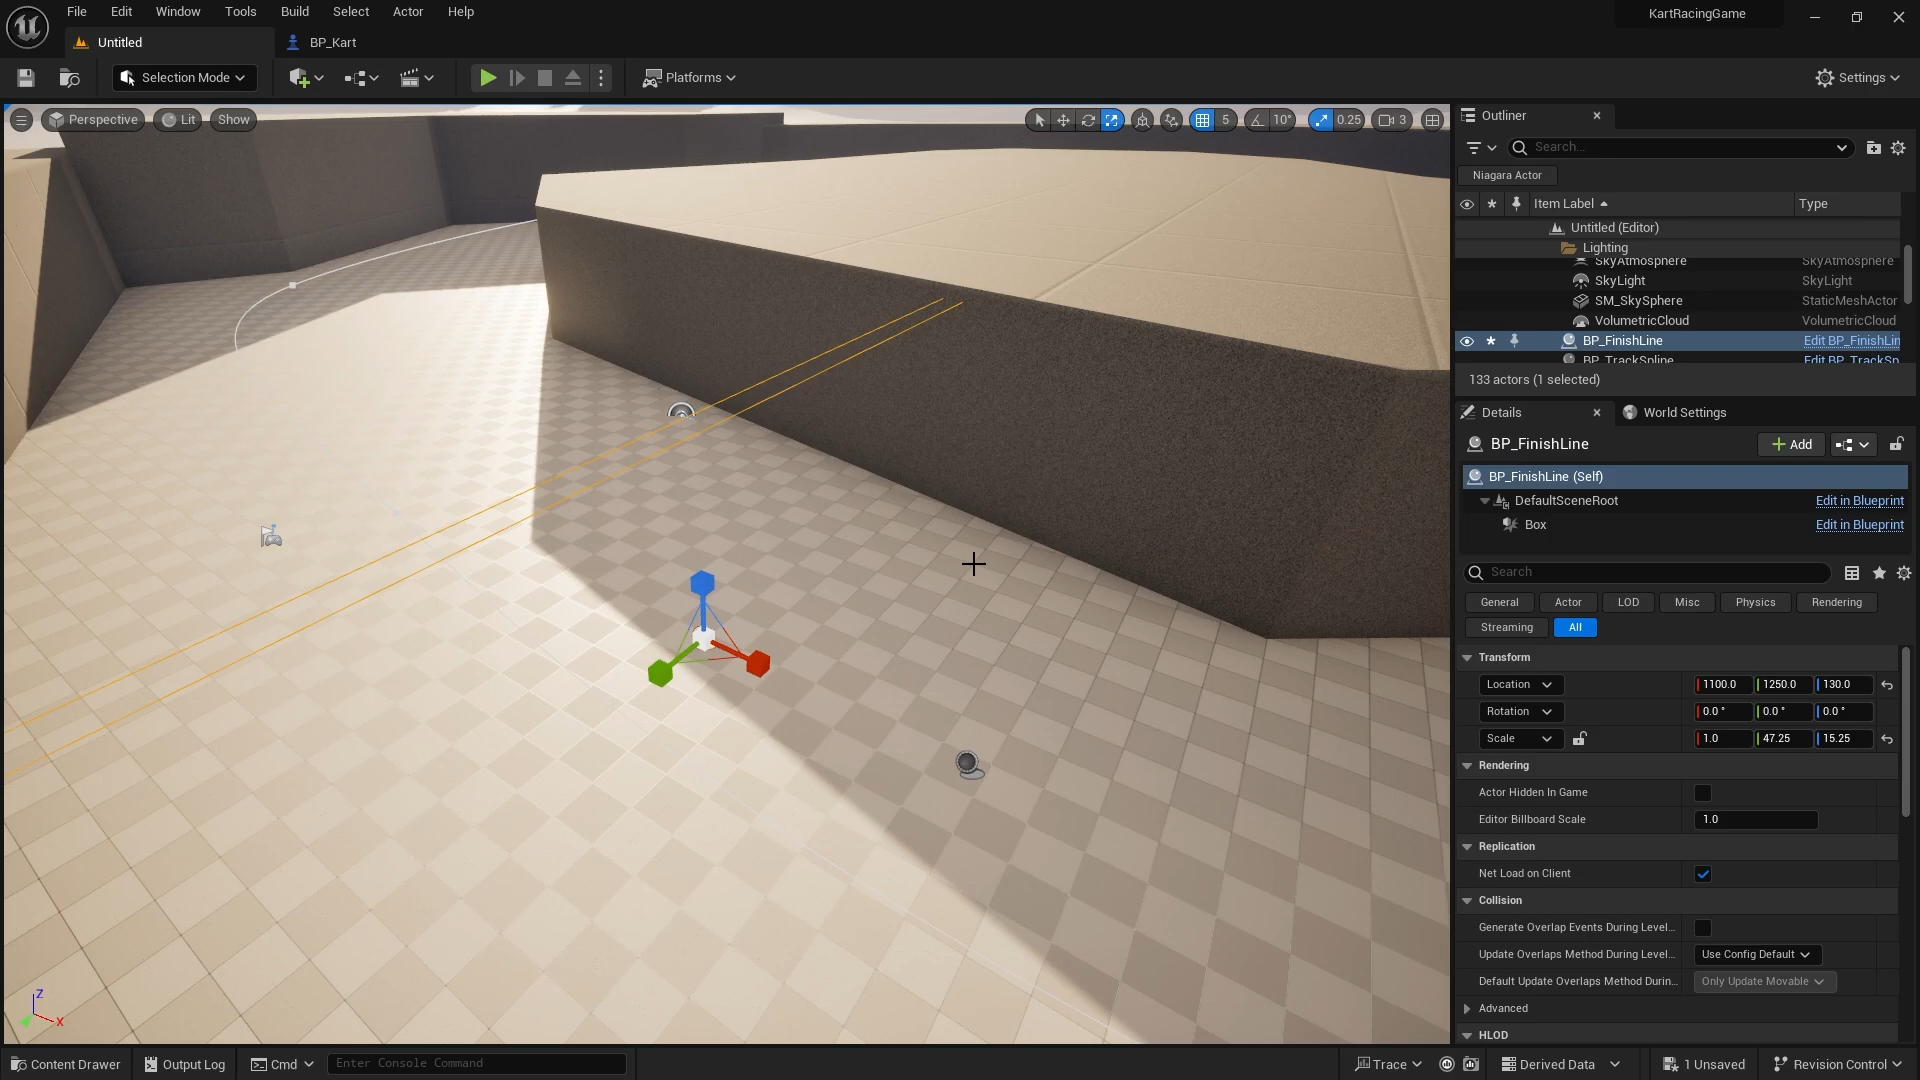 File Edit Window Tools Build Select Actor Help
KartRacingGame
Untitled
BP_Kart
Selection Mode
Platforms
Settings
Perspective
Lit
Show
5
10°
0.25
3
Outliner
Search...
Niagara Actor
Item Label
Type
Untitled (Editor)
Lighting
SkyAtmosphere SkyAtmosphere
SkyLight SkyLight
SM_SkySphere StaticMeshActor
VolumetricCloud VolumetricCloud
BP_FinishLine Edit BP_FinishLin
BP_TrackSpline Edit BP_TrackSp
133 actors (1 selected)
Details
World Settings
BP_FinishLine
Add
BP_FinishLine (Self)
DefaultSceneRoot Edit in Blueprint
Box Edit in Blueprint
Search
General Actor LOD Misc Physics Rendering
Streaming All
Transform
Location 1100.0 1250.0 130.0
Rotation 0.0 ° 0.0 ° 0.0 °
Scale 1.0 47.25 15.25
Rendering
Actor Hidden In Game
Editor Billboard Scale 1.0
Replication
Net Load on Client
Collision
Generate Overlap Events During Level...
Update Overlaps Method During Level... Use Config Default
Default Update Overlaps Method Durin... Only Update Movable
Advanced
HLOD
Z
X
Content Drawer
Output Log
Cmd
Enter Console Command
Trace
Derived Data
1 Unsaved
Revision Control